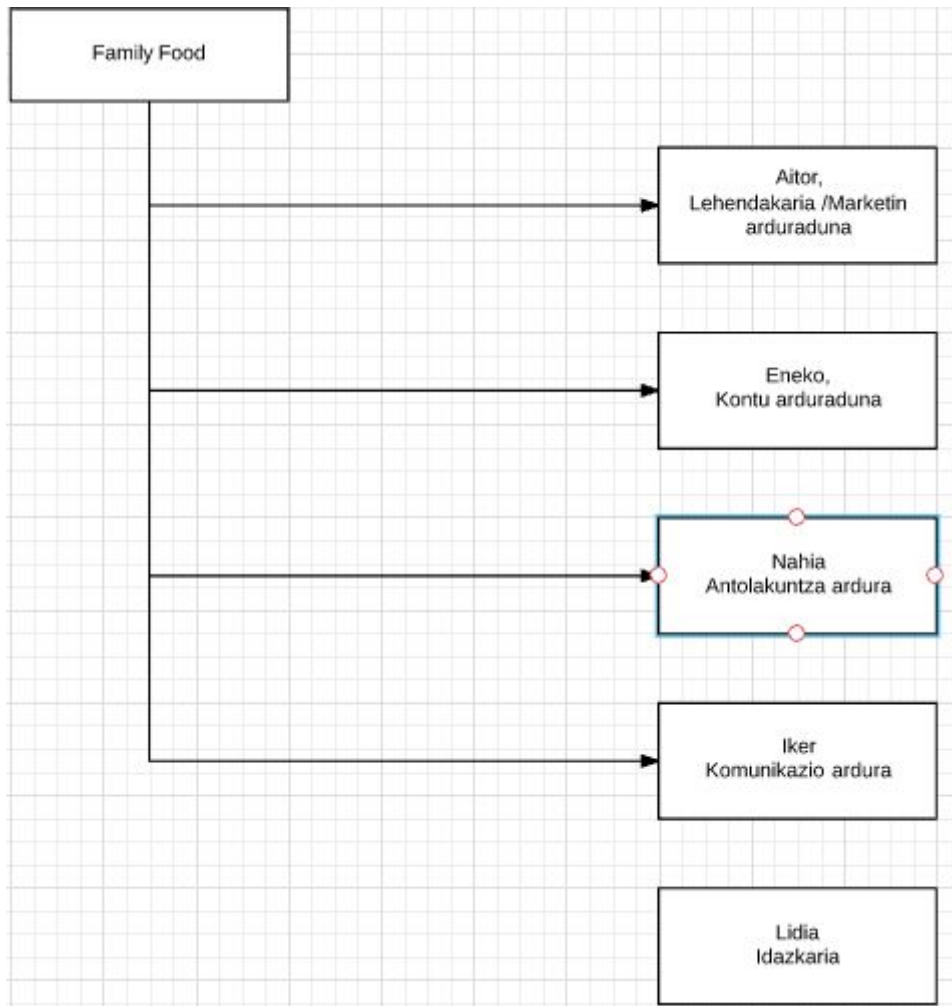 Family Food
Aitor,
Lehendakaria /Marketin
arduraduna
Eneko,
Kontu arduraduna
Nahia
Antolakuntza ardura
Iker
Komunikazio ardura
Lidia
Idazkaria